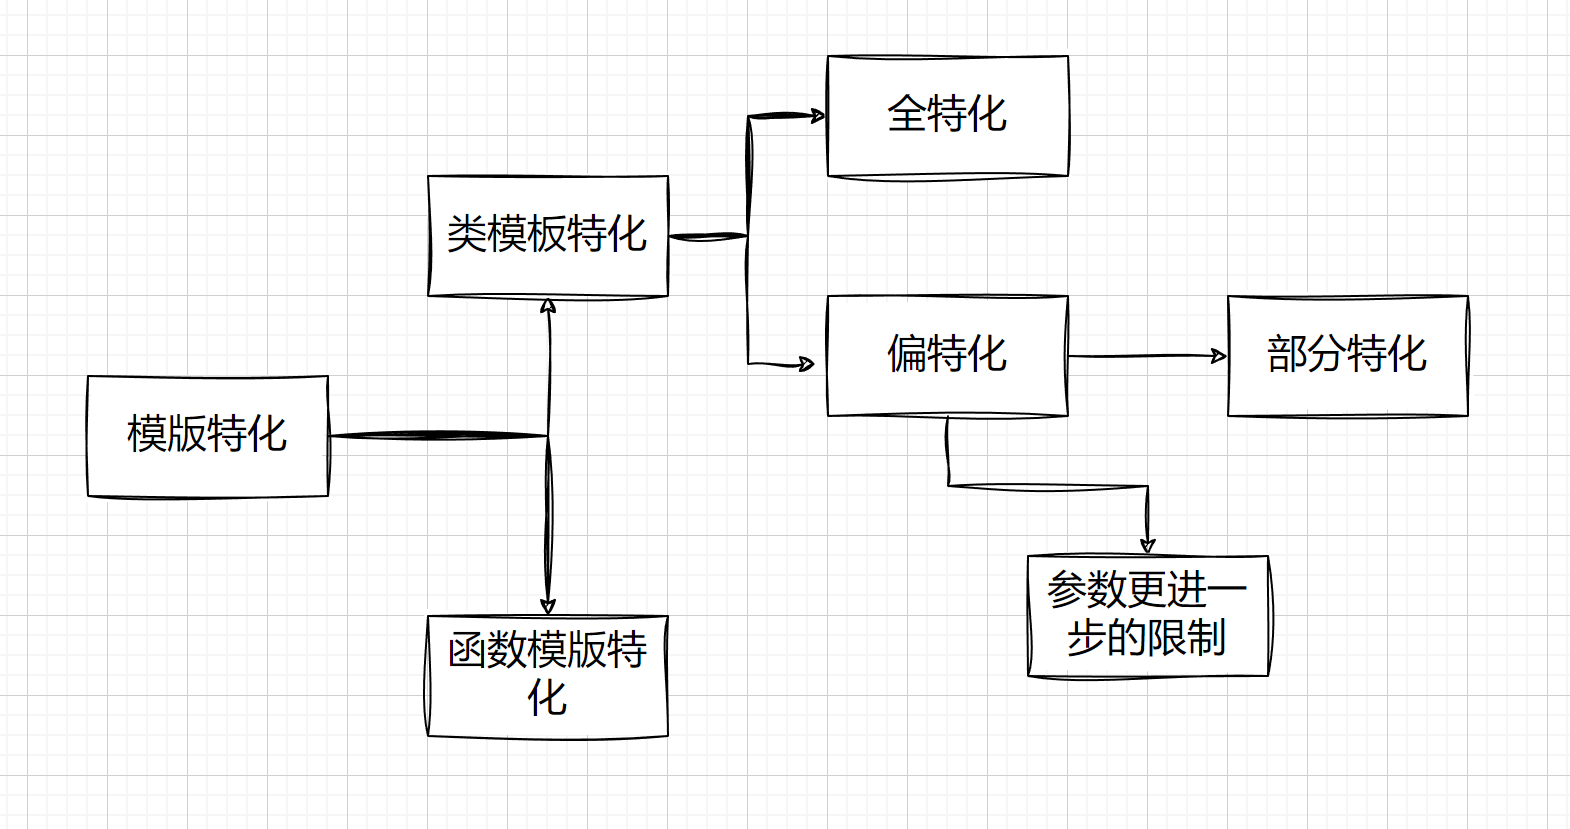 全特化
类模板特化
偏特化
部分特化
模版特化
参数更进一
步的限制
函数模版特
化